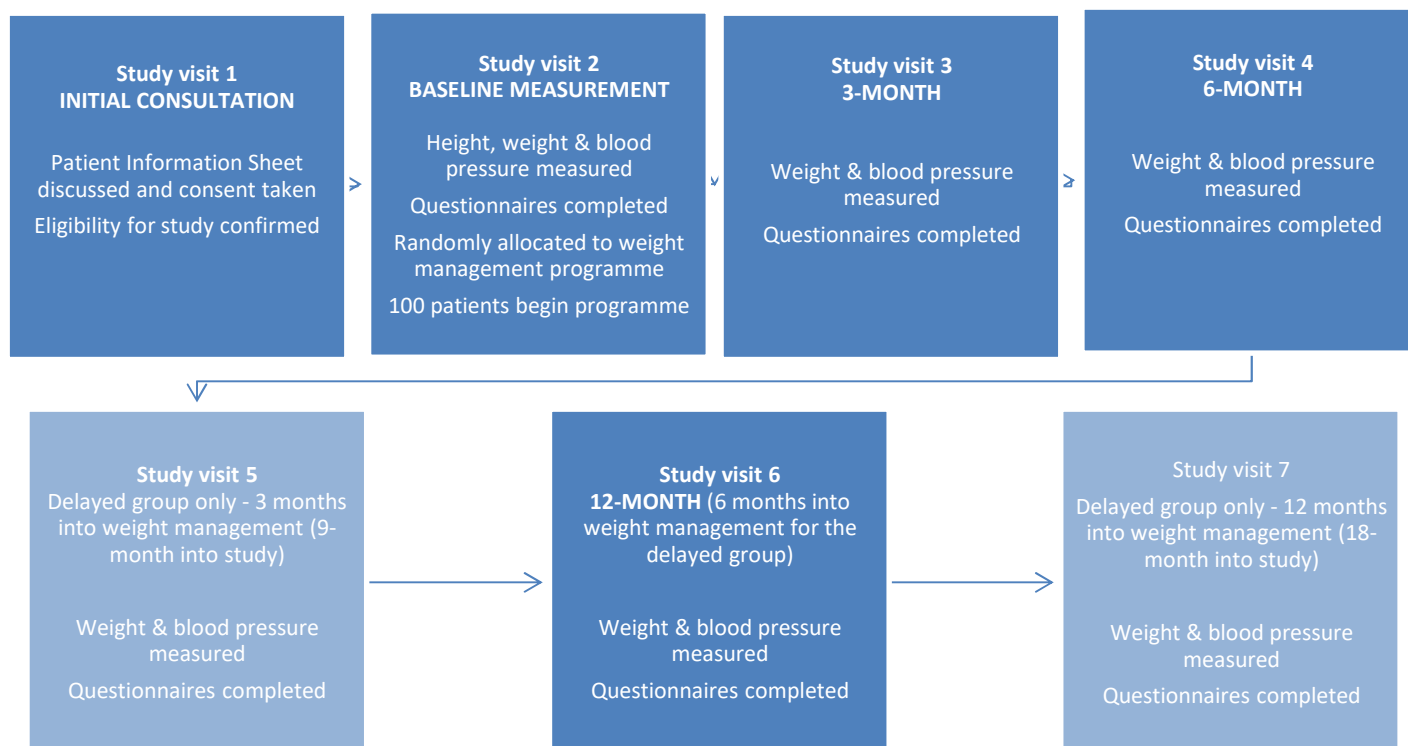 Study visit 1
INITIAL CONSULTATION
Patient Information Sheet
discussed and consent taken
Eligibility for study confirmed
Study visit 2
BASELINE MEASUREMENT
Height, weight & blood
pressure measured
Questionnaires completed
Randomly allocated to weight
management programme
100 patients begin programme
Study visit 3
3-MONTH
Weight & blood pressure
measured
Questionnaires completed
Study visit 4
6-MONTH
Weight & blood pressure
measured
Questionnaires completed
Study visit 5
Delayed group only - 3 months
into weight management (9-
month into study)
Weight & blood pressure
measured
Questionnaires completed
Study visit 6
12-MONTH (6 months into
weight management for the
delayed group)
Weight & blood pressure
measured
Questionnaires completed
Study visit 7
Delayed group only - 12 months
into weight management (18-
month into study)
Weight & blood pressure
measured
Questionnaires completed